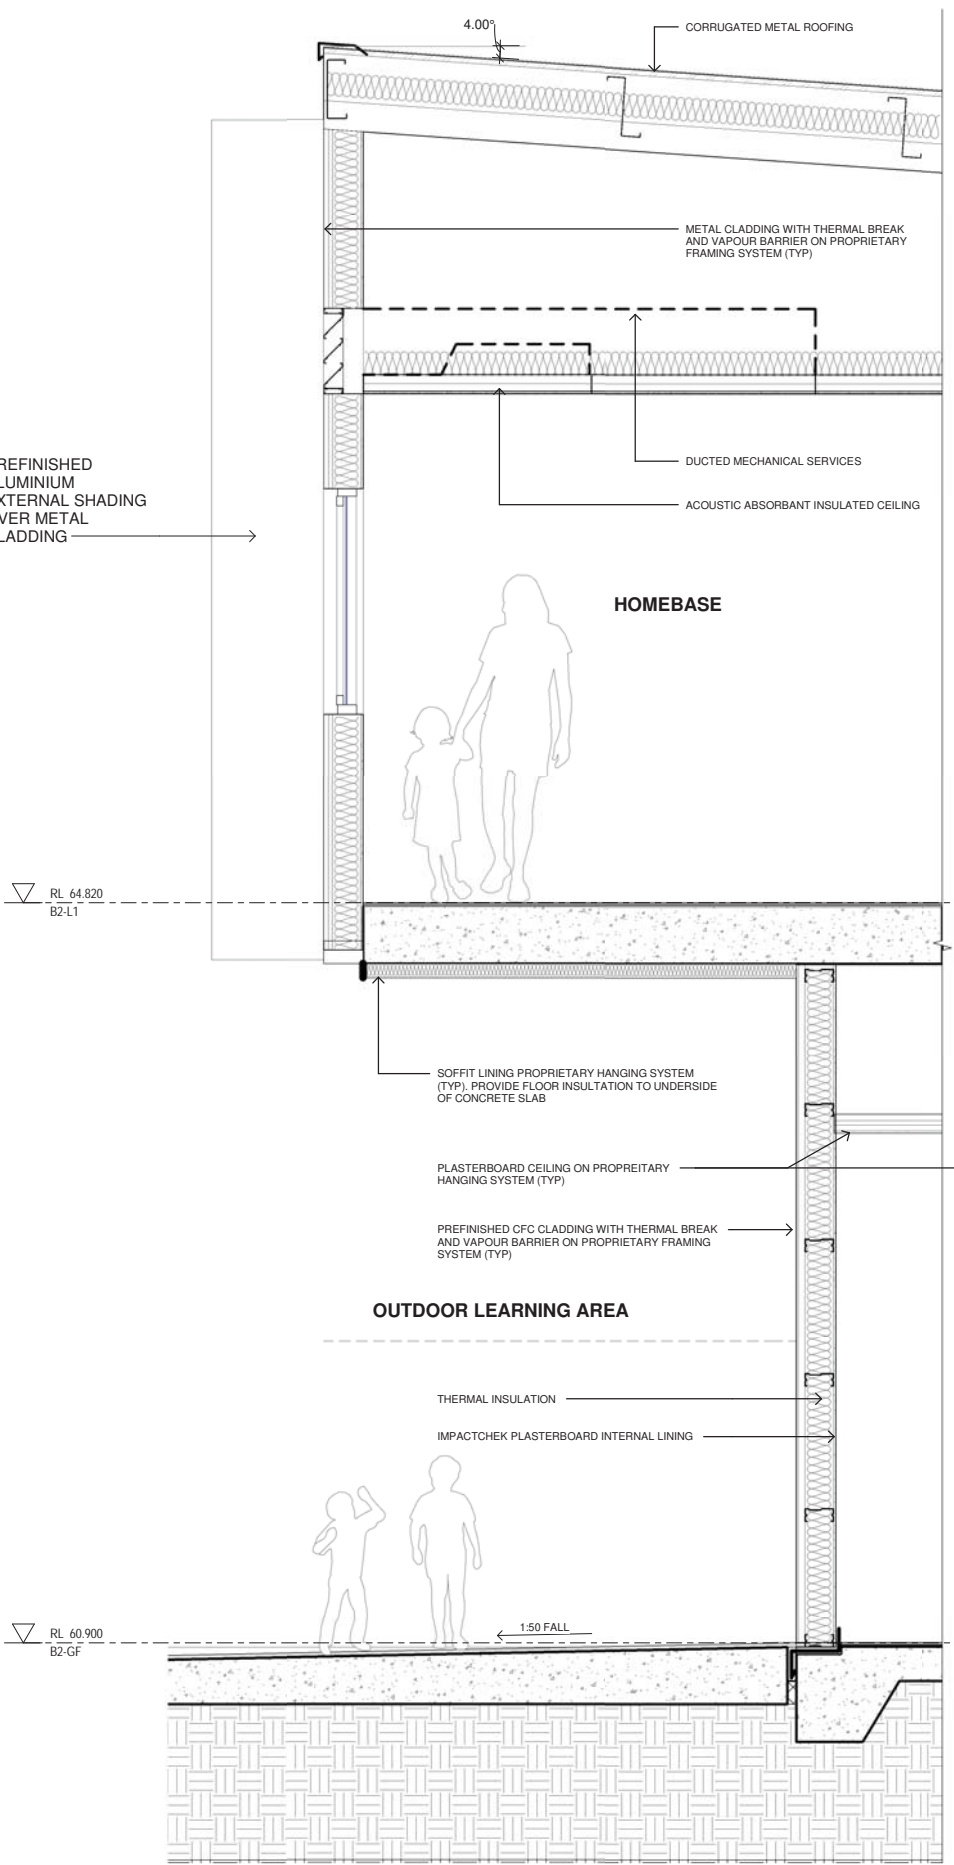 4.00°
CORRUGATED METAL ROOFING
METAL CLADDING WITH THERMAL BREAK
AND VAPOUR BARRIER ON PROPRIETARY
FRAMING SYSTEM (TYP)
REFINISHED
LUMINIUM
XTERNAL SHADING
VER METAL
LADDING
DUCTED MECHANICAL SERVICES
ACOUSTIC ABSORBANT INSULATED CEILING
HOMEBASE
RL 64.820
B2-L1
SOFFIT LINING PROPRIETARY HANGING SYSTEM
(TYP). PROVIDE FLOOR INSULTATION TO UNDERSIDE
OF CONCRETE SLAB
PLASTERBOARD CEILING ON PROPREITARY
HANGING SYSTEM (TYP)
PREFINISHED CFC CLADDING WITH THERMAL BREAK
AND VAPOUR BARRIER ON PROPRIETARY FRAMING
SYSTEM (TYP)
OUTDOOR LEARNING AREA
THERMAL INSULATION
IMPACTCHEK PLASTERBOARD INTERNAL LINING
1:50 FALL
RL 60.900
B2-GF